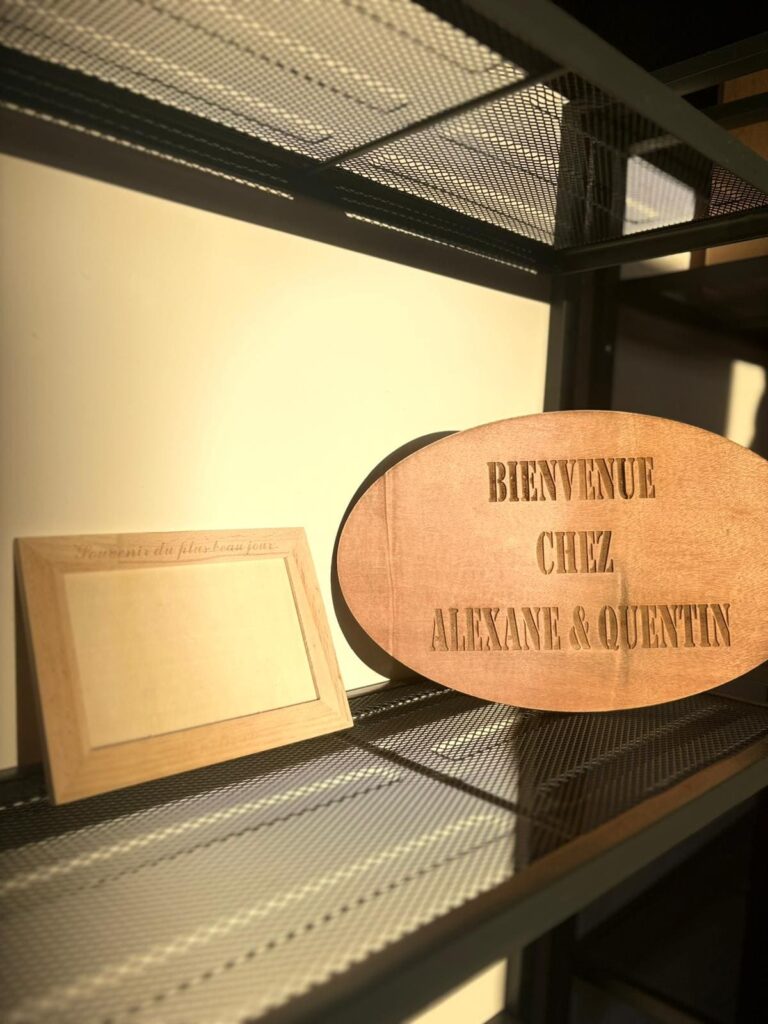 Souvenir du plus beau jour
BIENVENUE
CHEZ
ALEXANE & QUENTIN